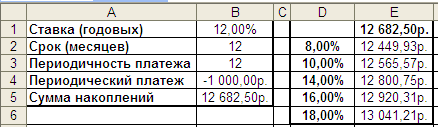 A B C D E
1 Ставка (годовых) 12,00% 12 682,50р.
2 Срок (месяцев) 12 8,00% 12 449,93р.
3 Периодичность платежа 12 10,00% 12 565,57р.
4 Периодический платеж -1 000,00р. 14,00% 12 800,75р.
5 Сумма накоплений 12 682,50р. 16,00% 12 920,31р.
6 18,00% 13 041,21р.